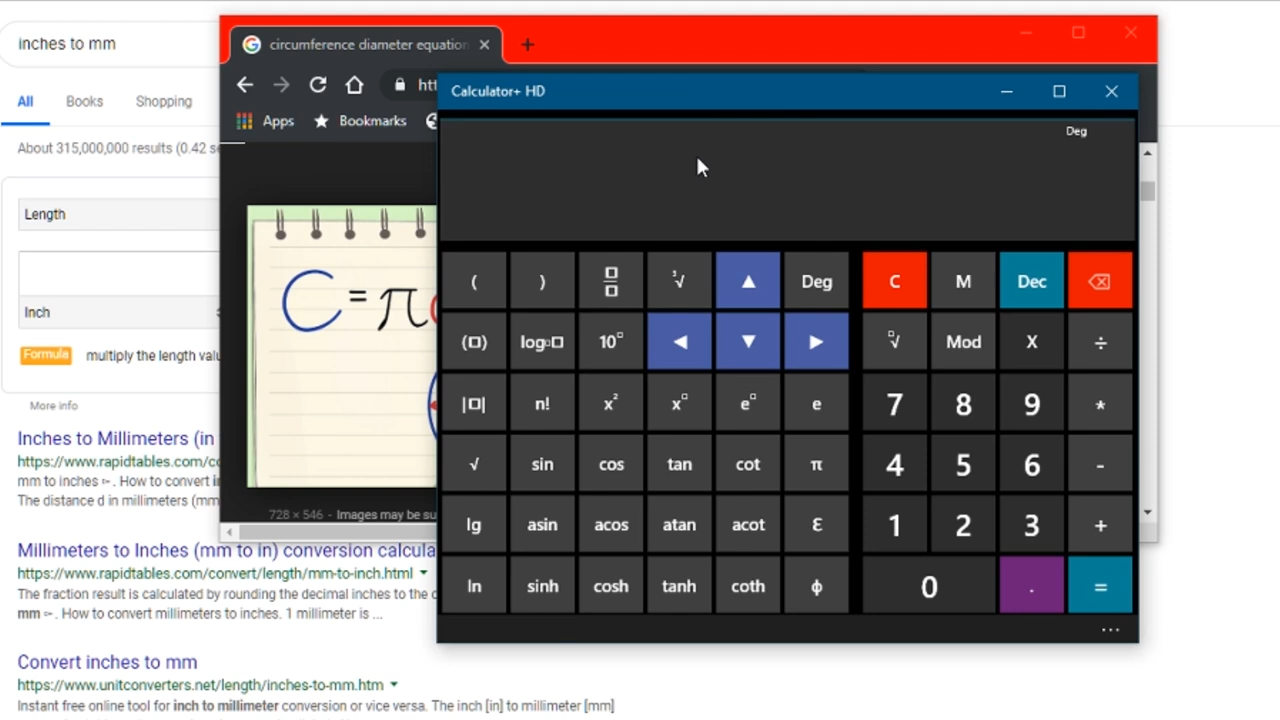 inches to mm
All Books Shopping
About 315,000,000 results (0.42 se
Length
Inch
Formula multiply the length valu
More info
Inches to Millimeters (in
https://www.rapidtables.com/co
mm to inches ►. How to convert i
The distance d in millimeters (mm
Millimeters to Inches (mm to in) conversion calcula
https://www.rapidtables.com/convert/length/mm-to-inch.html
The fraction result is calculated by rounding the decimal inches to the c
mm ►. How to convert millimeters to inches. 1 millimeter is ...
Convert inches to mm
https://www.unitconverters.net/length/inches-to-mm.htm
Instant free online tool for inch to millimeter conversion or vice versa. The inch [in] to millimeter [mm]
circumference diameter equation
htt
Apps Bookmarks
C = π
728 × 546 - Images may be su
Calculator+ HD
Deg
( ) □/□ ³√ ▲ Deg C M Dec
(□) log□□ 10^□ ◀ ▼ ▶ □√ Mod X ÷
|□| n! x² x^□ e^□ e 7 8 9 *
√ sin cos tan cot π 4 5 6 -
lg asin acos atan acot Ɛ 1 2 3 +
ln sinh cosh tanh coth ϕ 0 . =
...